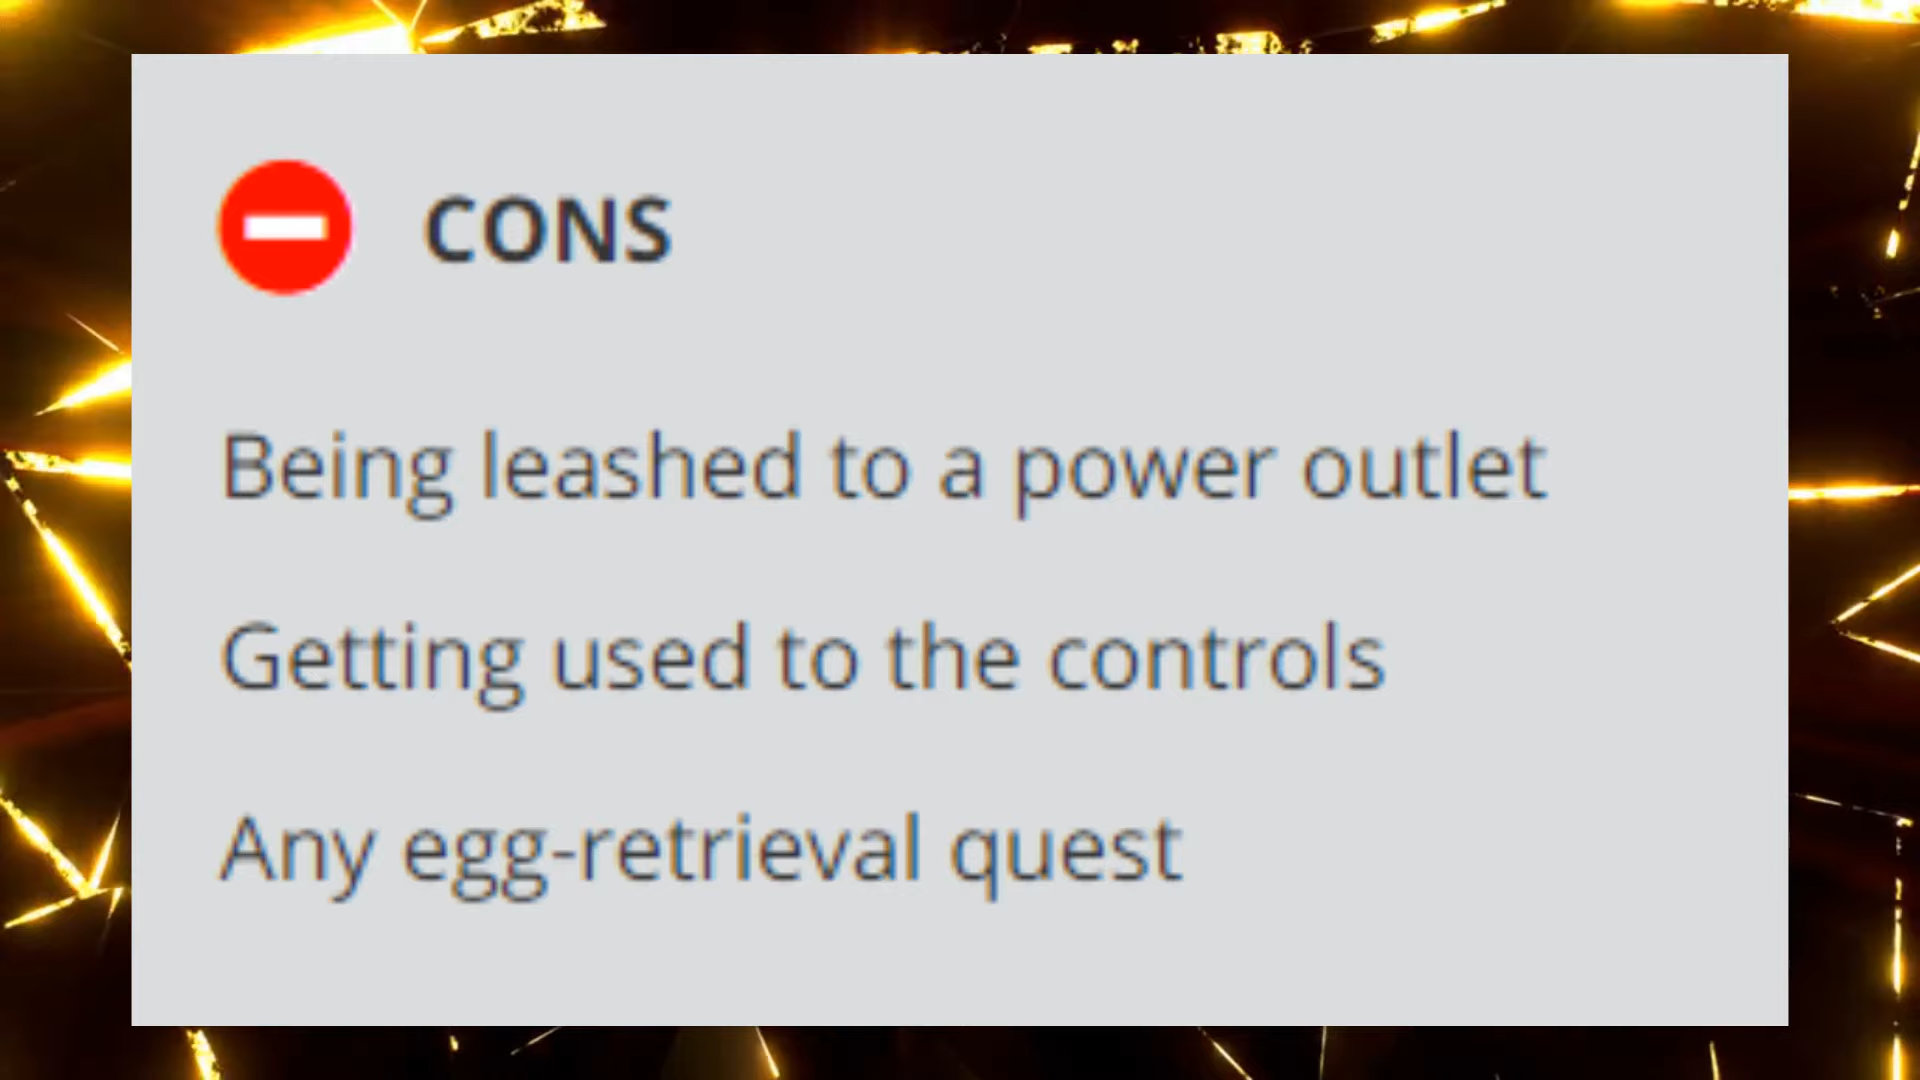 CONS
Being leashed to a power outlet
Getting used to the controls
Any egg-retrieval quest